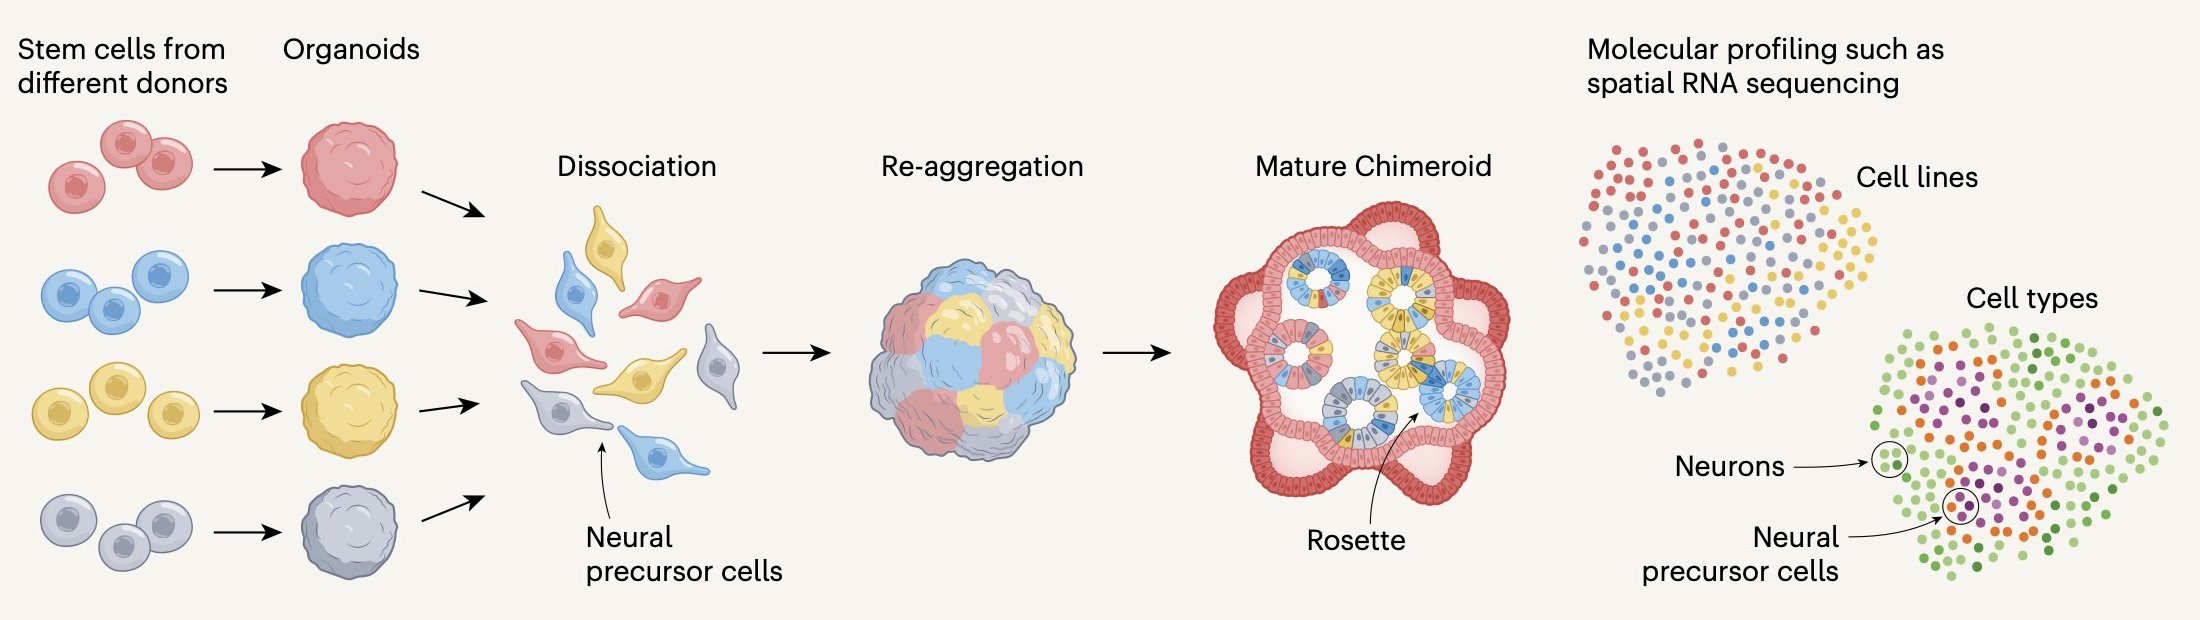 Stem cells from
different donors
Organoids
Dissociation
Neural
precursor cells
Re-aggregation
Mature Chimeroid
Rosette
Molecular profiling such as
spatial RNA sequencing
Cell lines
Cell types
Neurons
Neural
precursor cells